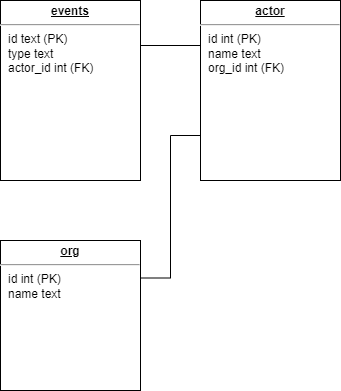 events
id text (PK)
type text
actor_id int (FK)
actor
id int (PK)
name text
org_id int (FK)
org
id int (PK)
name text